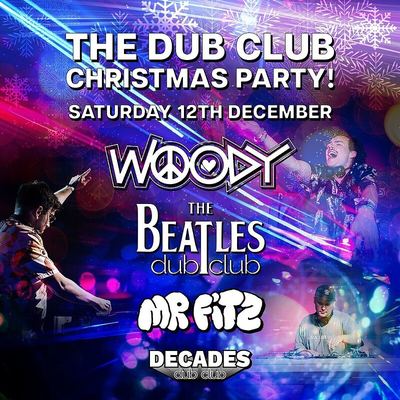 THE DUB CLUB
CHRISTMAS PARTY!
SATURDAY 12TH DECEMBER
WOODY
THE
BEATLES
dub club
MR.FITZ
DECADES
dub club